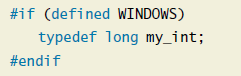 #if (defined WINDOWS)
    typedef long my_int;
#endif